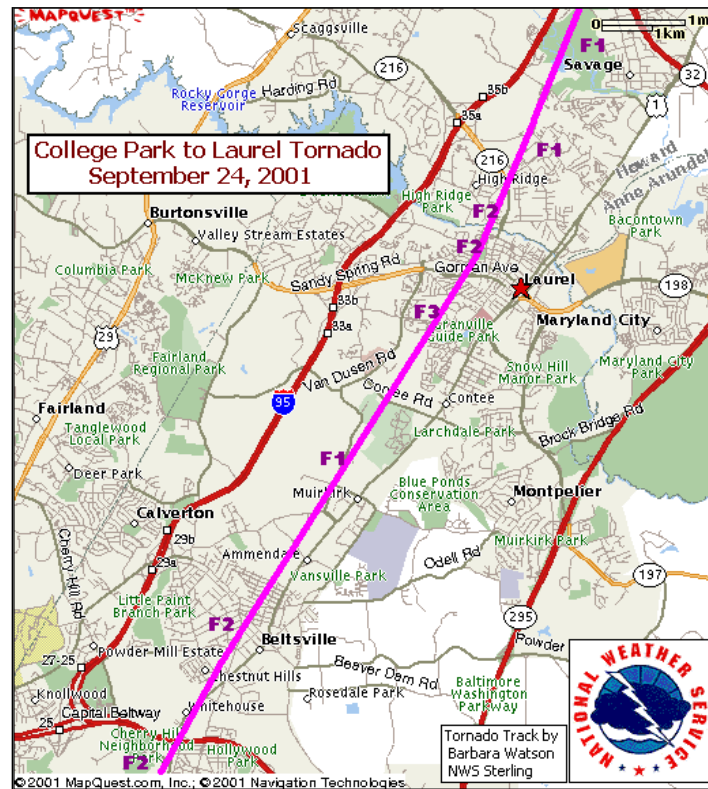 MAPQUEST.
Scaggsville
0 1m
1km
F1
Savage
216
32
Rocky Gorge
Reservoir
Harding Rd
35b
1
35a
College Park to Laurel Tornado
September 24, 2001
216
F1
Howard
Anne Arundel
High Ridge
High Ridge
Park
F2
Burtonsville
Bacontown
Park
Valley Stream Estates
F2
Columbia Park
McKnew Park
Sandy Spring Rd
Gorman Ave
Laurel
198
33b
F3
Granville
Guide Park
Maryland City
29
33a
Fairland
Regional Park
Van Dusen Rd
Snow Hill
Manor Park
Maryland City
Park
95
Contee Rd
Contee
Fairland
Tanglewood
Local Park
Larchdale Park
Brock Bridge Rd
F1
Deer Park
Blue Ponds
Conservation
Area
Muirkirk
Montpelier
Calverton
29b
Muirkirk Park
Cherry Hill Rd
Ammendale
Odell Rd
29a
Vansville Park
197
Little Paint
Branch Park
F2
295
Powder
27-25
Powder Mill Estate
Beltsville
Beaver Dam Rd
Chestnut Hills
Baltimore
Washington
Parkway
Knollwood
Rosedale Park
25
Capital Beltway
Whitehouse
Cherry Hill
Neighborhood
Park
Hollywood
Park
F2
Tornado Track by
Barbara Watson
NWS Sterling
NATIONAL WEATHER SERVICE
©2001 MapQuest.com, Inc.; ©2001 Navigation Technologies